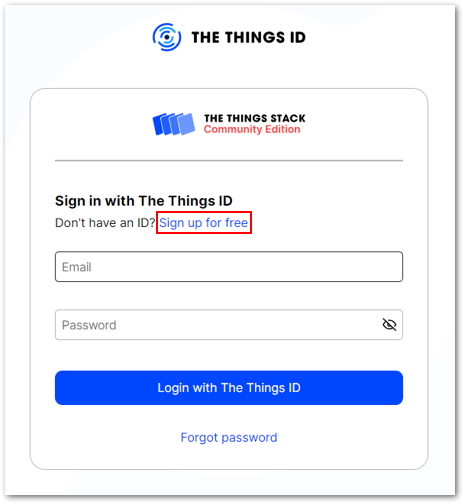 THE THINGS ID
THE THINGS STACK
Community Edition
Sign in with The Things ID
Don't have an ID? Sign up for free
Email
Password
Login with The Things ID
Forgot password